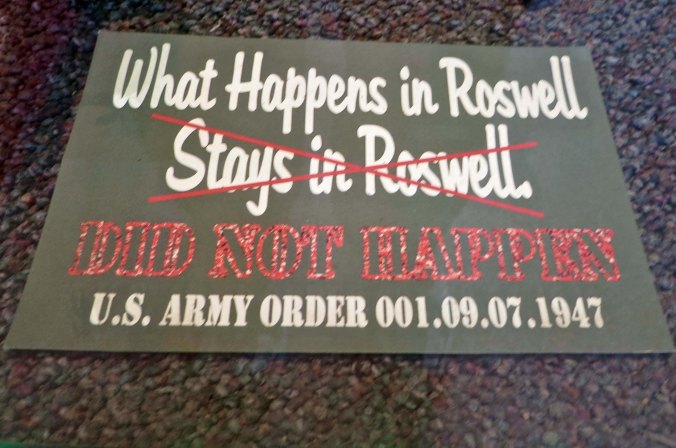 What Happens in Roswell
Stays in Roswell.
DID NOT HAPPEN
U.S. ARMY ORDER 001.09.07.1947